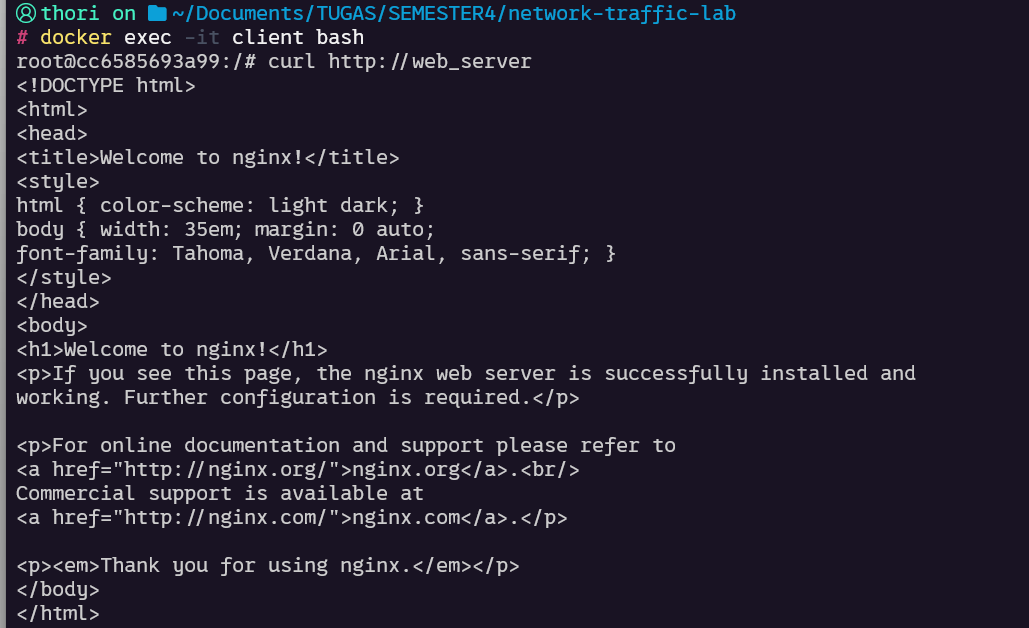 thori on ~/Documents/TUGAS/SEMESTER4/network-traffic-lab
# docker exec -it client bash
root@cc6585693a99:/# curl http://web_server
<!DOCTYPE html>
<html>
<head>
<title>Welcome to nginx!</title>
<style>
html { color-scheme: light dark; }
body { width: 35em; margin: 0 auto;
font-family: Tahoma, Verdana, Arial, sans-serif; }
</style>
</head>
<body>
<h1>Welcome to nginx!</h1>
<p>If you see this page, the nginx web server is successfully installed and
working. Further configuration is required.</p>

<p>For online documentation and support please refer to
<a href="http://nginx.org/">nginx.org</a>.<br/>
Commercial support is available at
<a href="http://nginx.com/">nginx.com</a>.</p>

<p><em>Thank you for using nginx.</em></p>
</body>
</html>